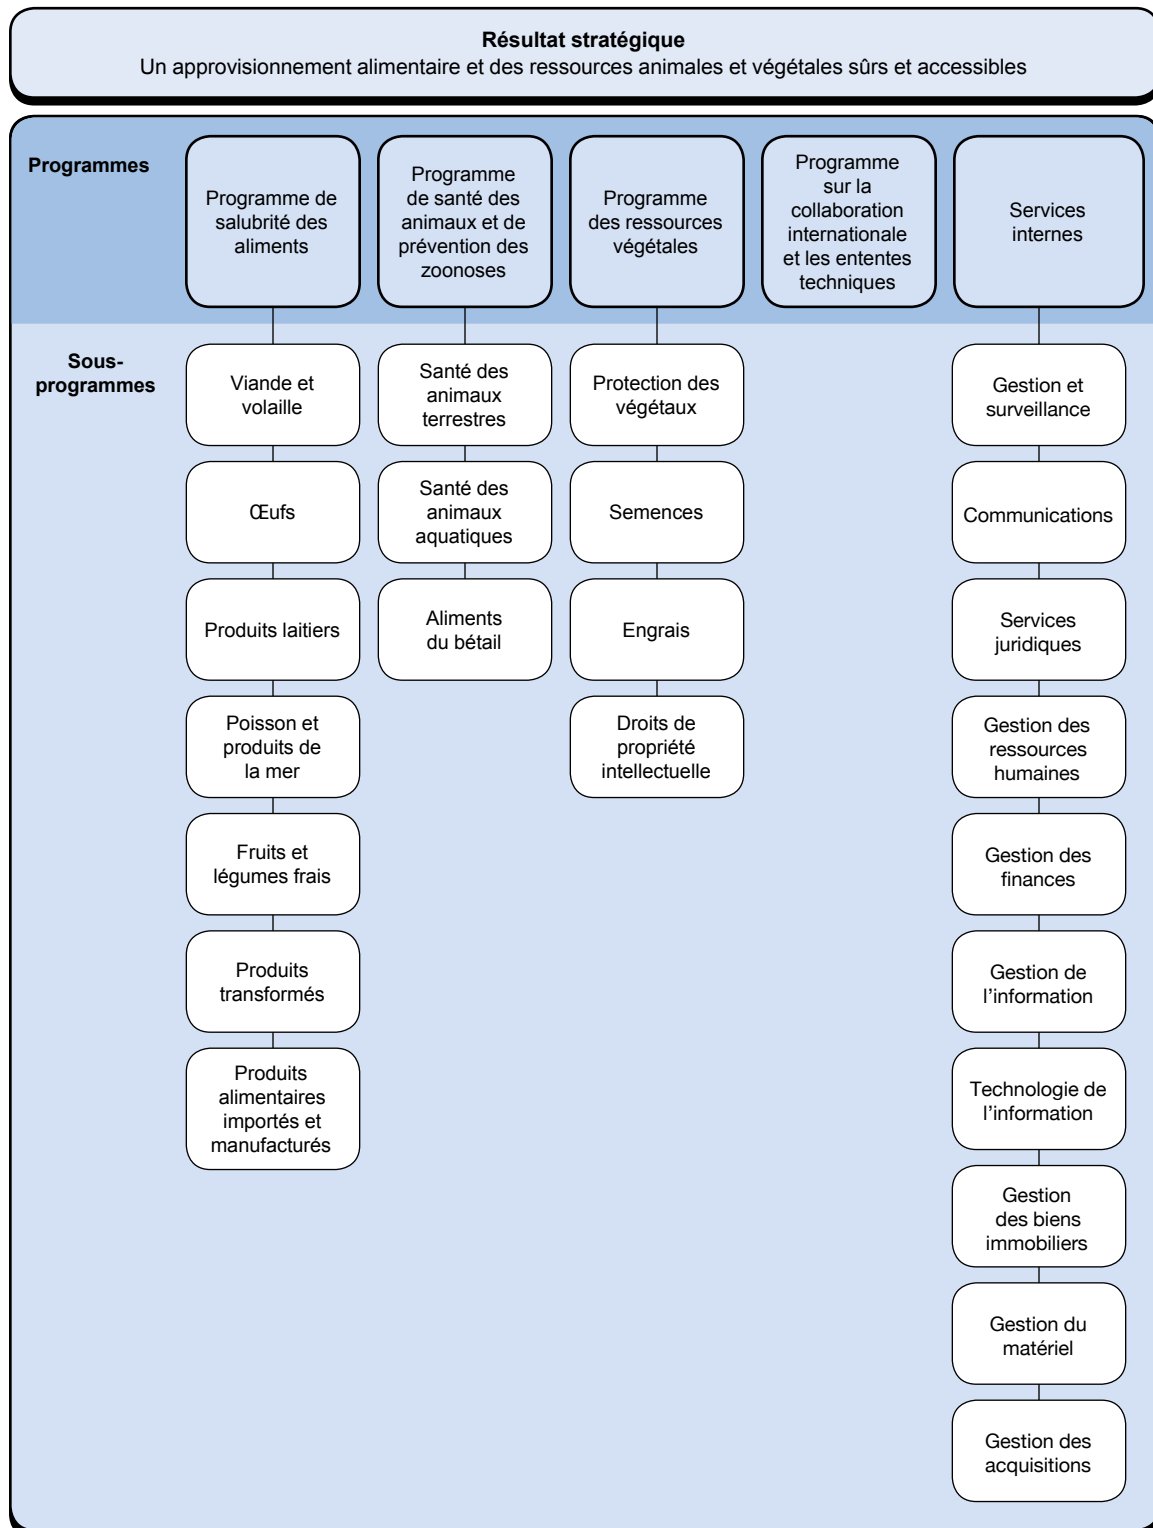 Résultat stratégique
Un approvisionnement alimentaire et des ressources animales et végétales sûrs et accessibles
Programmes
Programme de
salubrité des
aliments
Programme
de santé des
animaux et de
prévention des
zoonoses
Programme
des ressources
végétales
Programme
sur la
collaboration
internationale
et les ententes
techniques
Services
internes
Sous-
programmes
Viande et
volaille
Œufs
Produits laitiers
Poisson et
produits de
la mer
Fruits et
légumes frais
Produits
transformés
Produits
alimentaires
importés et
manufacturés
Santé des
animaux
terrestres
Santé des
animaux
aquatiques
Aliments
du bétail
Protection des
végétaux
Semences
Engrais
Droits de
propriété
intellectuelle
Gestion et
surveillance
Communications
Services
juridiques
Gestion des
ressources
humaines
Gestion des
finances
Gestion de
l'information
Technologie de
l'information
Gestion
des biens
immobiliers
Gestion du
matériel
Gestion des
acquisitions